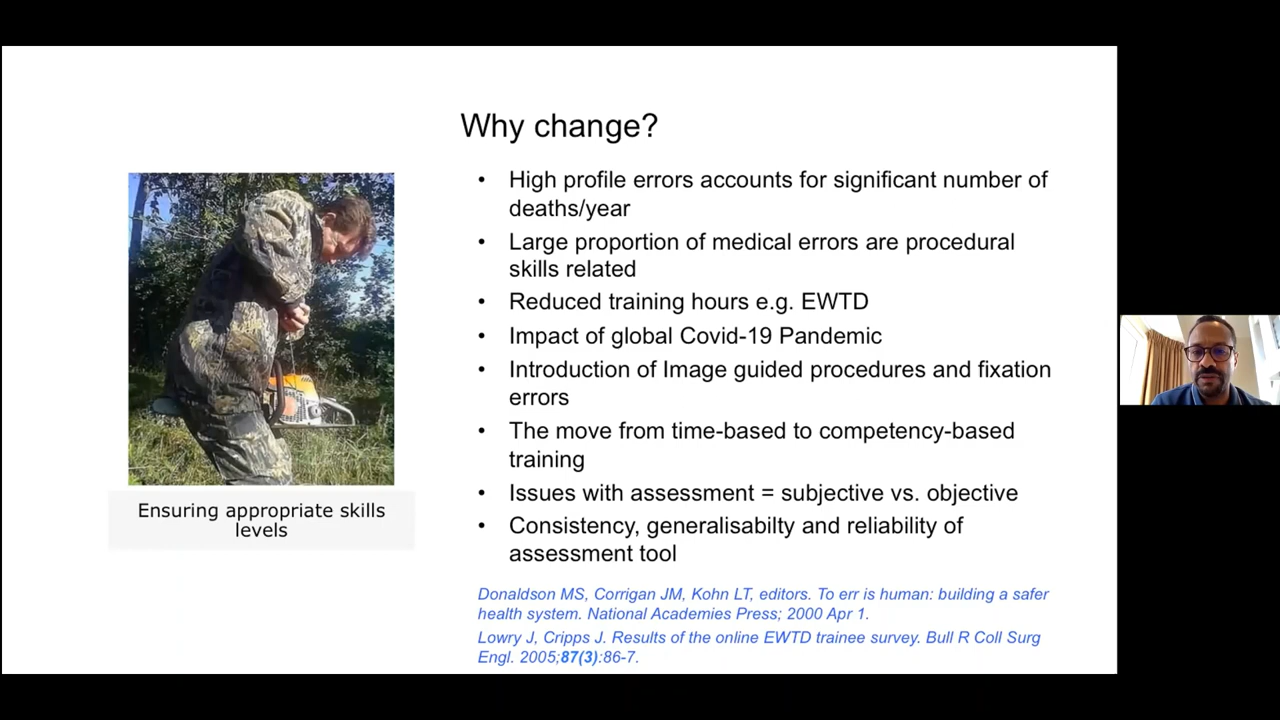 Why change?
• High profile errors accounts for significant number of
deaths/year
• Large proportion of medical errors are procedural
skills related
• Reduced training hours e.g. EWTD
• Impact of global Covid-19 Pandemic
• Introduction of Image guided procedures and fixation
errors
• The move from time-based to competency-based
training
• Issues with assessment = subjective vs. objective
• Consistency, generalisabilty and reliability of
assessment tool
Ensuring appropriate skills
levels
Donaldson MS, Corrigan JM, Kohn LT, editors. To err is human: building a safer
health system. National Academies Press; 2000 Apr 1.
Lowry J, Cripps J. Results of the online EWTD trainee survey. Bull R Coll Surg
Engl. 2005;87(3):86-7.